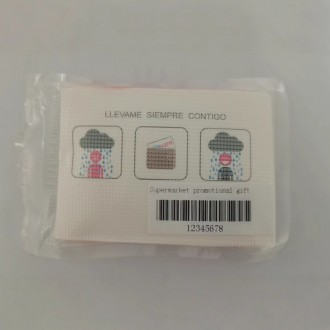 LLEVAME SIEMPRE CONTIGO
Supermarket promotional gift
12345678